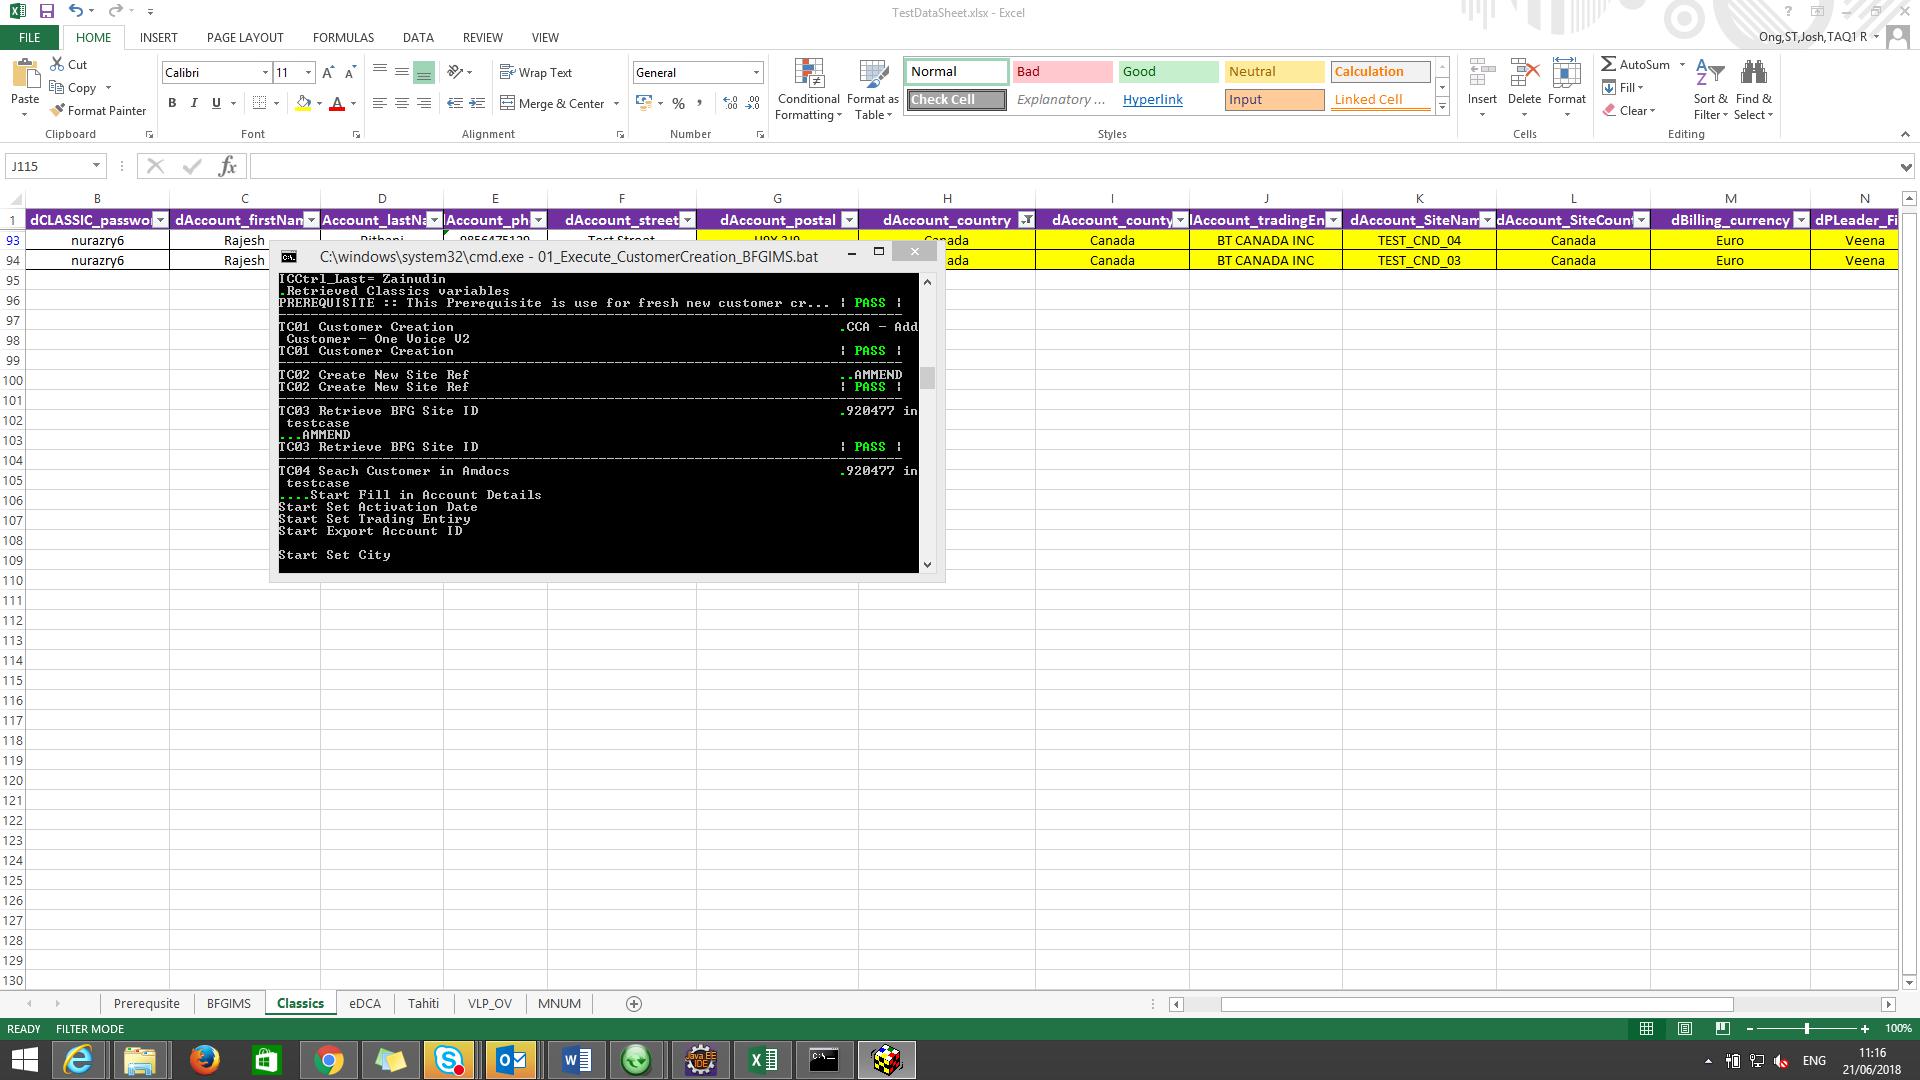 TestDataSheet.xlsx - Excel
FILE HOME INSERT PAGE LAYOUT FORMULAS DATA REVIEW VIEW
Ong,ST,Josh,TAQ1 R
Paste
Cut
Copy
Format Painter
Clipboard
Calibri 11
B I U
Font
Wrap Text
Merge & Center
Alignment
General
Number
Conditional Formatting
Format as Table
Normal Bad Good Neutral Calculation
Check Cell Explanatory ... Hyperlink Input Linked Cell
Styles
Insert Delete Format
Cells
AutoSum
Fill
Clear
Sort & Filter
Find & Select
Editing
J115
fx
B C D E F G H I J K L M N
1 dCLASSIC_passwo dAccount_firstNam Account_lastNa Account_ph dAccount_street dAccount_postal dAccount_country dAccount_county Account_tradingEn dAccount_SiteNam dAccount_SiteCount dBilling_currency dPLeader_Fi
93 nurazry6 Rajesh Canada Canada BT CANADA INC TEST_CND_04 Canada Euro Veena
94 nurazry6 Rajesh ada Canada BT CANADA INC TEST_CND_03 Canada Euro Veena
C:\windows\system32\cmd.exe - 01_Execute_CustomerCreation_BFGIMS.bat
ICCtrl_Last= Zainudin
.Retrieved Classics variables
PREREQUISITE :: This Prerequisite is use for fresh new customer cr... | PASS |
TC01 Customer Creation .CCA - Add
Customer - One Voice V2
TC01 Customer Creation | PASS |
TC02 Create New Site Ref ..AMMEND
TC02 Create New Site Ref | PASS |
TC03 Retrieve BFG Site ID .920477 in
testcase
...AMMEND
TC03 Retrieve BFG Site ID | PASS |
TC04 Seach Customer in Amdocs .920477 in
testcase
....Start Fill in Account Details
Start Set Activation Date
Start Set Trading Entiry
Start Export Account ID
Start Set City
95
96
97
98
99
100
101
102
103
104
105
106
107
108
109
110
111
112
113
114
115
116
117
118
119
120
121
122
123
124
125
126
127
128
129
130
Prerequsite BFGIMS Classics eDCA Tahiti VLP_OV MNUM
READY FILTER MODE 100%
ENG
11:16
21/06/2018